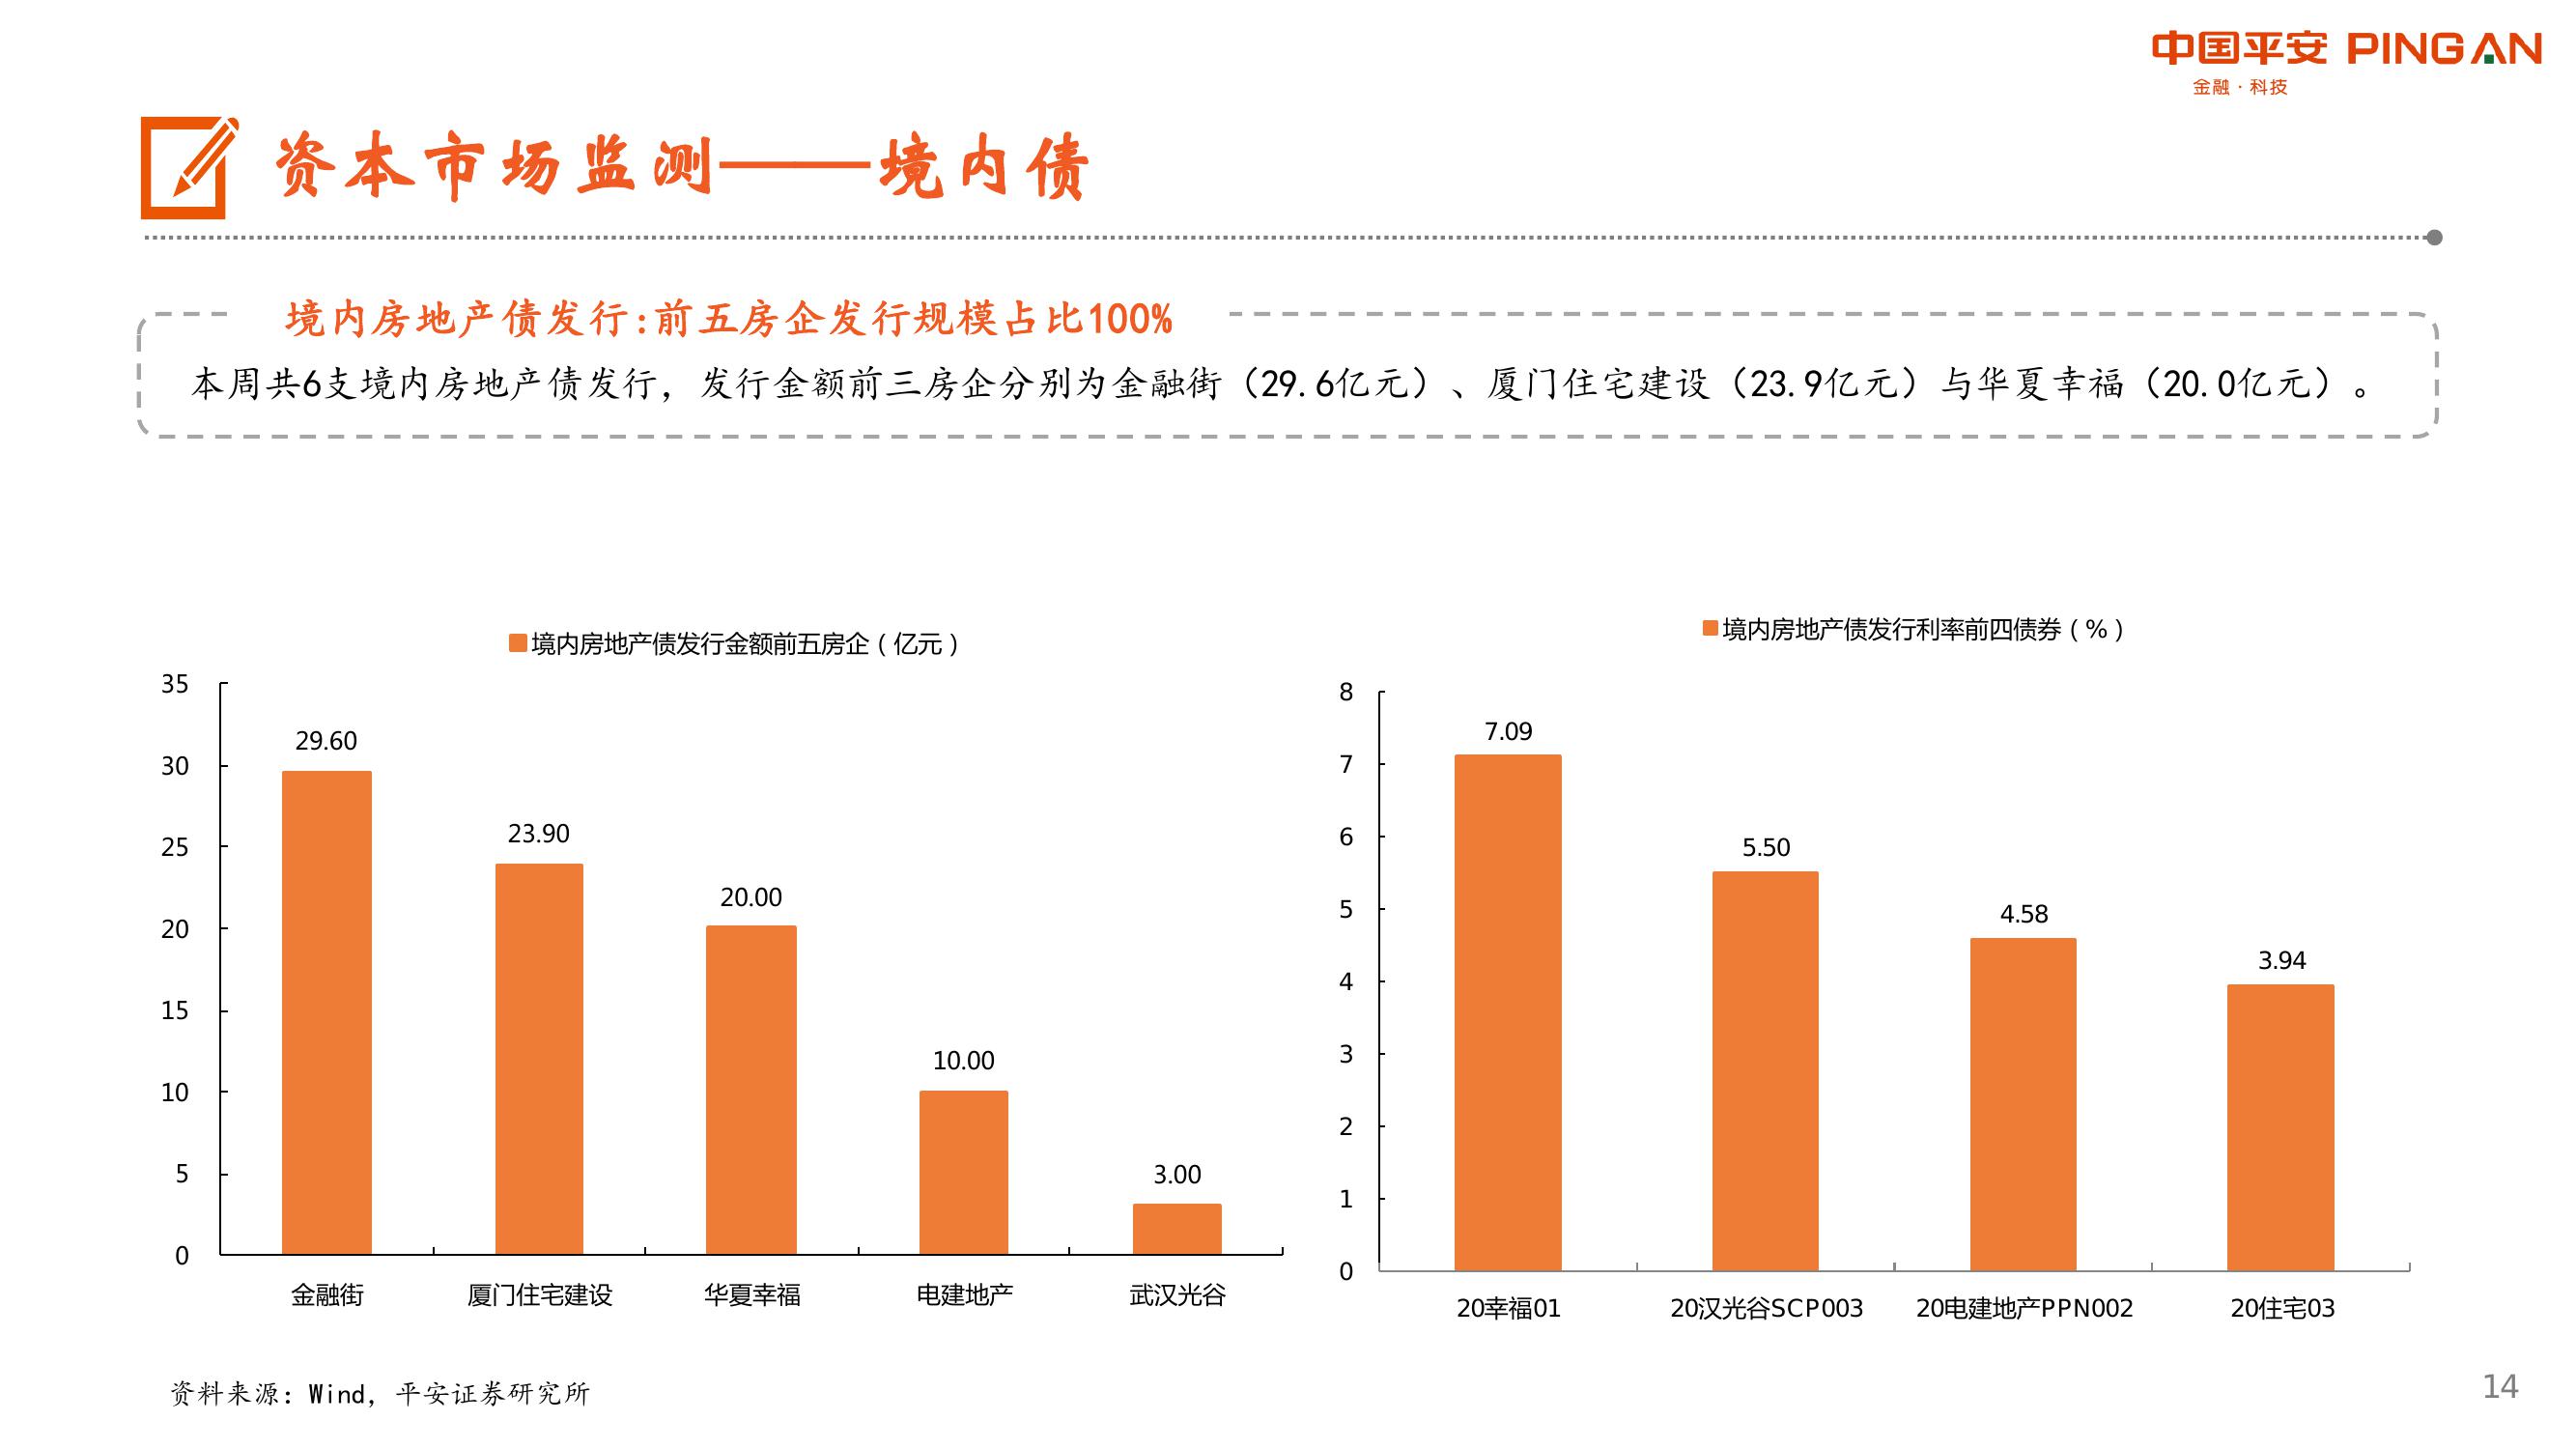 中国平安 PINGAN
金融·科技
资本市场监测——境内债
境内房地产债发行:前五房企发行规模占比100%
本周共6支境内房地产债发行，发行金额前三房企分别为金融街（29.6亿元）、厦门住宅建设（23.9亿元）与华夏幸福（20.0亿元）。
境内房地产债发行金额前五房企（亿元）
35
30
25
20
15
10
5
0
29.60
23.90
20.00
10.00
3.00
金融街 厦门住宅建设 华夏幸福 电建地产 武汉光谷
境内房地产债发行利率前四债券（%）
8
7
6
5
4
3
2
1
0
7.09
5.50
4.58
3.94
20幸福01 20汉光谷SCP003 20电建地产PPN002 20住宅03
资料来源：Wind，平安证券研究所
14